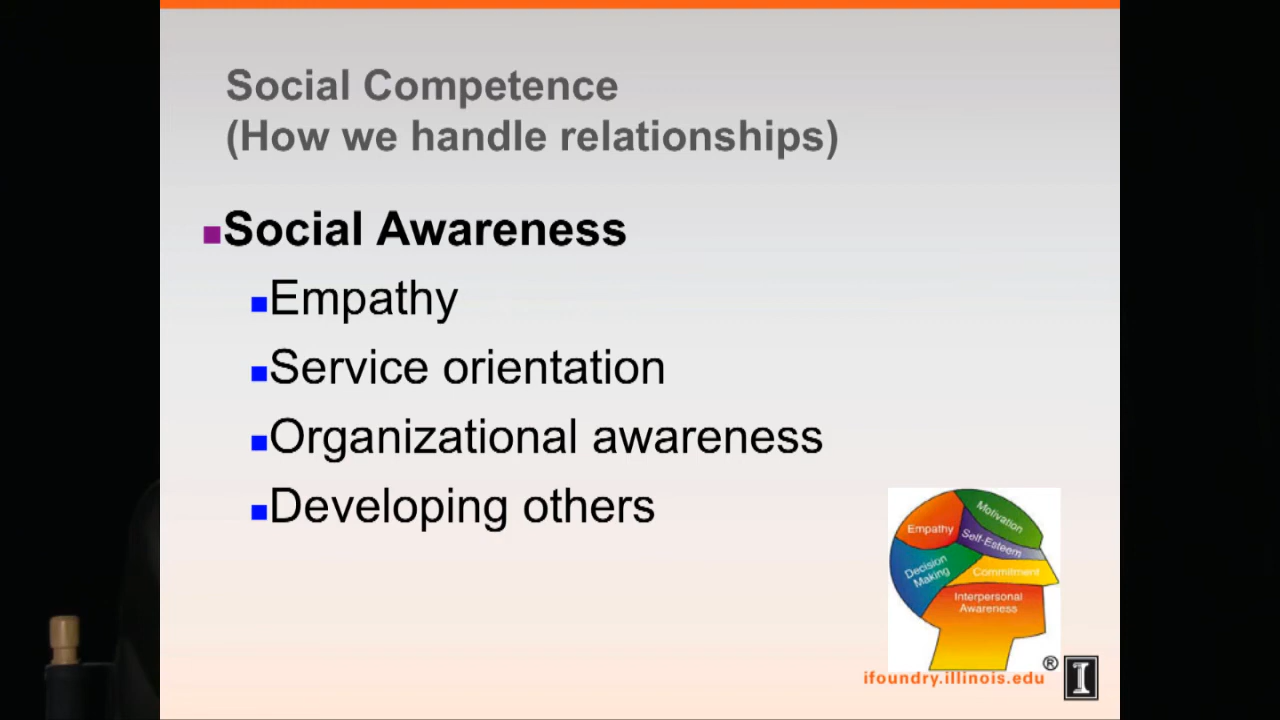 Social Competence
(How we handle relationships)
Social Awareness
Empathy
Service orientation
Organizational awareness
Developing others
Motivation
Empathy
Self-Esteem
Decision
Making
Commitment
Interpersonal
Awareness
®
ifoundry.illinois.edu
I